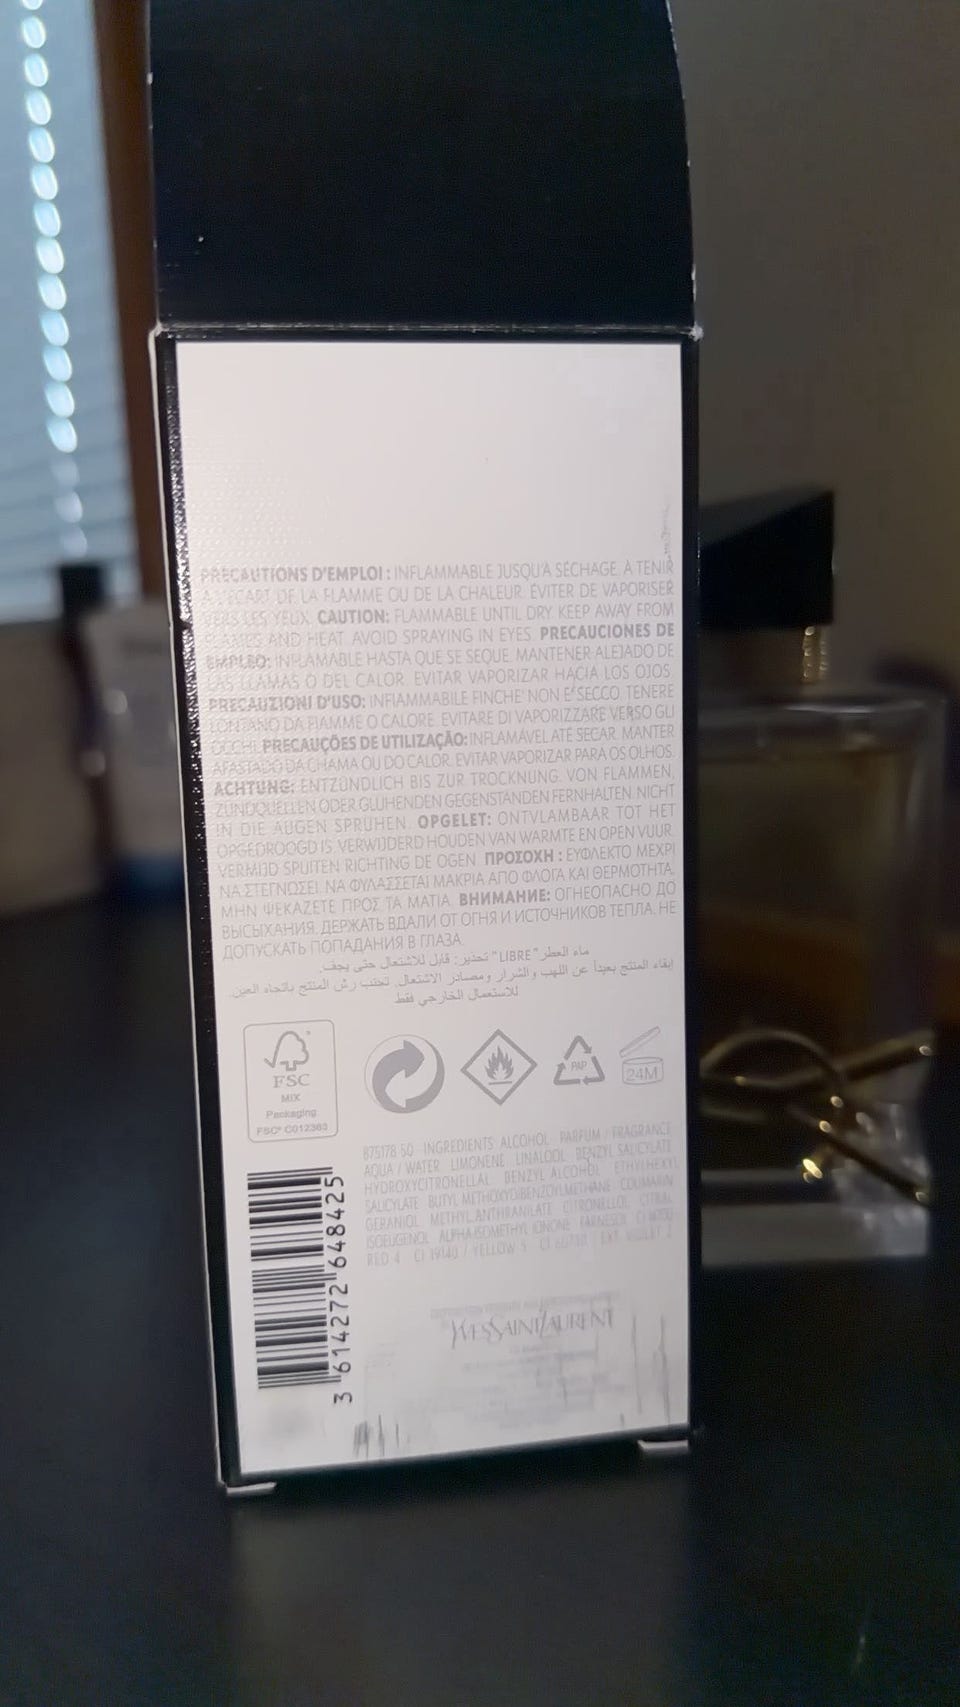 PRECAUTIONS D'EMPLOI : INFLAMMABLE JUSQU'À SÉCHAGE. À TENIR
À L'ÉCART DE LA FLAMME OU DE LA CHALEUR. ÉVITER DE VAPORISER
VERS LES YEUX. CAUTION: FLAMMABLE UNTIL DRY. KEEP AWAY FROM
FLAMES AND HEAT. AVOID SPRAYING IN EYES. PRECAUCIONES DE
EMPLEO: INFLAMABLE HASTA QUE SE SEQUE. MANTENER ALEJADO DE
LAS LLAMAS O DEL CALOR. EVITAR VAPORIZAR HACIA LOS OJOS.
PRECAUZIONI D'USO: INFIAMMABILE FINCHE' NON E' SECCO. TENERE
LONTANO DA FIAMME O CALORE. EVITARE DI VAPORIZZARE VERSO GLI
OCCHI. PRECAUÇÕES DE UTILIZAÇÃO: INFLAMÁVEL ATÉ SECAR. MANTER
AFASTADO DA CHAMA OU DO CALOR. EVITAR VAPORIZAR PARA OS OLHOS.
ACHTUNG: ENTZÜNDLICH BIS ZUR TROCKNUNG. VON FLAMMEN,
ZÜNDQUELLEN ODER GLÜHENDEN GEGENSTÄNDEN FERNHALTEN. NICHT
IN DIE AUGEN SPRÜHEN. OPGELET: ONTVLAMBAAR TOT HET
OPGEDROOGD IS. VERWIJDERD HOUDEN VAN WARMTE EN OPEN VUUR.
VERMIJD SPUITEN RICHTING DE OGEN. ΠΡΟΣΟΧΗ : ΕΥΦΛΕΚΤΟ ΜΕΧΡΙ
ΝΑ ΣΤΕΓΝΩΣΕΙ. ΝΑ ΦΥΛΑΣΣΕΤΑΙ ΜΑΚΡΙΑ ΑΠΟ ΦΛΟΓΑ ΚΑΙ ΘΕΡΜΟΤΗΤΑ.
ΜΗΝ ΨΕΚΑΖΕΤΕ ΠΡΟΣ ΤΑ ΜΑΤΙΑ. ВНИМАНИЕ: ОГНЕОПАСНО ДО
ВЫСЫХАНИЯ. ДЕРЖАТЬ ВДАЛИ ОТ ОГНЯ И ИСТОЧНИКОВ ТЕПЛА. НЕ
ДОПУСКАТЬ ПОПАДАНИЯ В ГЛАЗА.
ماء العطر "LIBRE" تحذير: قابل للاشتعال حتى يجف.
إبقاء المنتج بعيداً عن اللهب والشرار ومصادر الاشتعال. تجنب رش المنتج باتجاه العين.
للاستعمال الخارجي فقط
FSC
MIX
Packaging
FSC® C012363
PAP
24M
875178 50 INGREDIENTS ALCOHOL PARFUM / FRAGRANCE
AQUA / WATER LIMONENE LINALOOL BENZYL SALICYLATE
HYDROXYCITRONELLAL BENZYL ALCOHOL ETHYLHEXYL
SALICYLATE BUTYL METHOXYDIBENZOYLMETHANE COUMARIN
GERANIOL METHYL ANTHRANILATE CITRONELLOL CITRAL
ISOEUGENOL ALPHA-ISOMETHYL IONONE FARNESOL CI 14700
RED 4 CI 19140 / YELLOW 5 CI 60730 EXT. VIOLET 2
3 614272 648425
YVESSAINTLAURENT